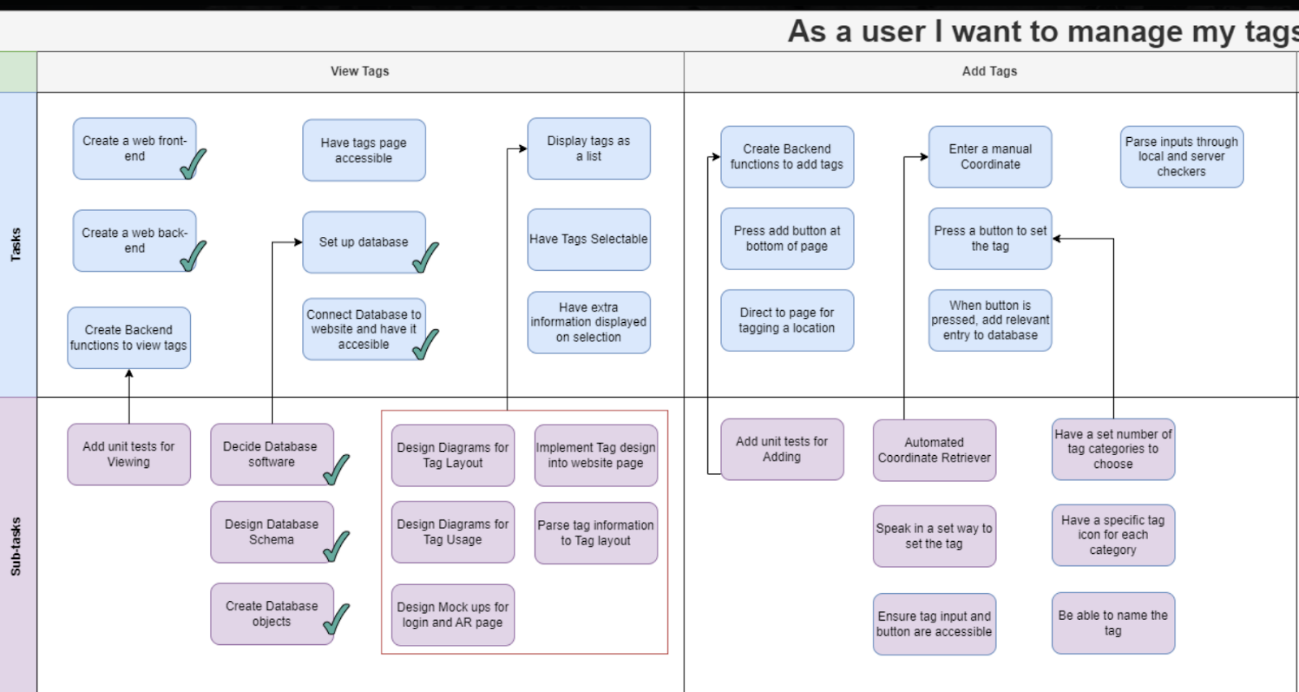 As a user I want to manage my tags
View Tags
Add Tags
Tasks
Create a web front-
end
Have tags page
accessible
Display tags as
a list
Create a web back-
end
Set up database
Have Tags Selectable
Create Backend
functions to view tags
Connect Database to
website and have it
accesible
Have extra
information displayed
on selection
Create Backend
functions to add tags
Enter a manual
Coordinate
Parse inputs through
local and server
checkers
Press add button at
bottom of page
Press a button to set
the tag
Direct to page for
tagging a location
When button is
pressed, add relevant
entry to database
Sub-tasks
Add unit tests for
Viewing
Decide Database
software
Design Diagrams for
Tag Layout
Implement Tag design
into website page
Design Database
Schema
Design Diagrams for
Tag Usage
Parse tag information
to Tag layout
Create Database
objects
Design Mock ups for
login and AR page
Add unit tests for
Adding
Automated
Coordinate Retriever
Have a set number of
tag categories to
choose
Speak in a set way to
set the tag
Have a specific tag
icon for each
category
Ensure tag input and
button are accessible
Be able to name the
tag